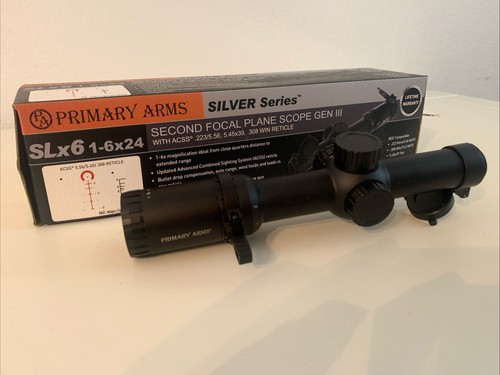 PA PRIMARY ARMS®
SILVER Series™
LIFETIME
WARRANTY
SLx6 1-6x24
SECOND FOCAL PLANE SCOPE GEN III
WITH ACSS® .223/5.56, 5.45x39, .308 WIN RETICLE
ACSS® 5.56/5.45/.308 RETICLE
• 1-6x magnification ideal from close quarters distance to
extended range
• Updated Advanced Combined Sighting System (ACSS) reticle
• Bullet drop compensation, auto range, wind holds and leads in
PRIMARY ARMS®